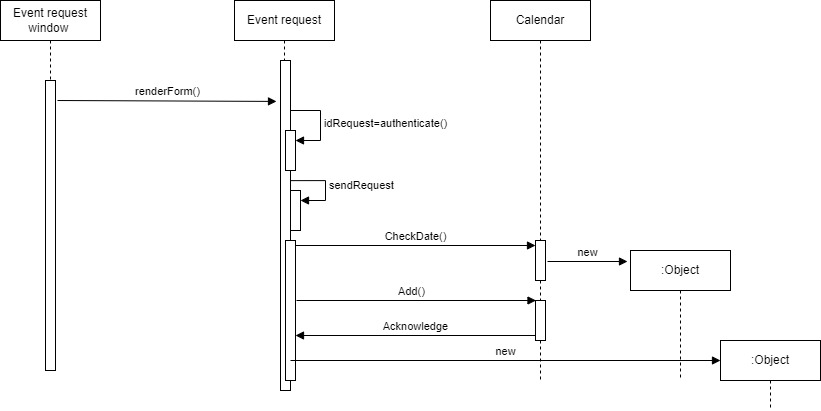 Event request
window
Event request
Calendar
renderForm()
idRequest=authenticate()
sendRequest
CheckDate()
new
:Object
Add()
Acknowledge
new
:Object